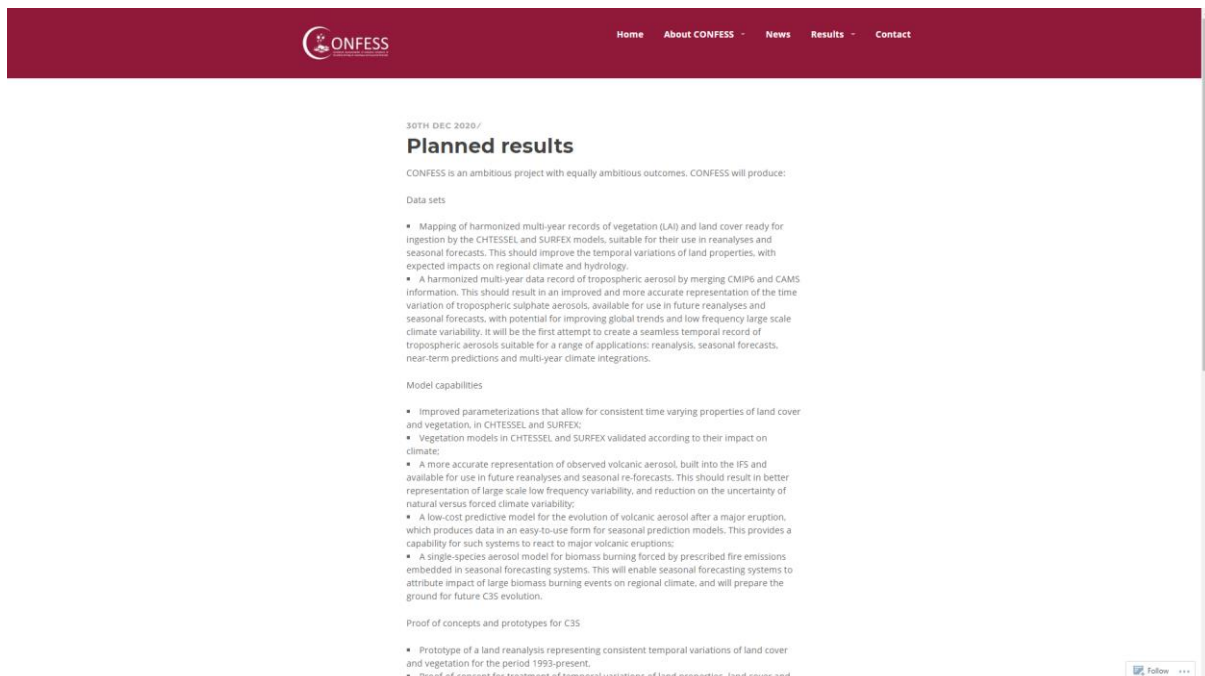 CONFESS
Home About CONFESS - News Results - Contact
30TH DEC 2020/
Planned results
CONFESS is an ambitious project with equally ambitious outcomes. CONFESS will produce:
Data sets
▪ Mapping of harmonized multi-year records of vegetation (LAI) and land cover ready for
ingestion by the CHTESSEL and SURFEX models, suitable for their use in reanalyses and
seasonal forecasts. This should improve the temporal variations of land properties, with
expected impacts on regional climate and hydrology.
▪ A harmonized multi-year data record of tropospheric aerosol by merging CMIP6 and CAMS
information. This should result in an improved and more accurate representation of the time
variation of tropospheric sulphate aerosols, available for use in future reanalyses and
seasonal forecasts, with potential for improving global trends and low frequency large scale
climate variability. It will be the first attempt to create a seamless temporal record of
tropospheric aerosols suitable for a range of applications: reanalysis, seasonal forecasts,
near-term predictions and multi-year climate integrations.
Model capabilities
▪ Improved parameterizations that allow for consistent time varying properties of land cover
and vegetation, in CHTESSEL and SURFEX;
▪ Vegetation models in CHTESSEL and SURFEX validated according to their impact on
climate;
▪ A more accurate representation of observed volcanic aerosol, built into the IFS and
available for use in future reanalyses and seasonal re-forecasts. This should result in better
representation of large scale low frequency variability, and reduction on the uncertainty of
natural versus forced climate variability;
▪ A low-cost predictive model for the evolution of volcanic aerosol after a major eruption,
which produces data in an easy-to-use form for seasonal prediction models. This provides a
capability for such systems to react to major volcanic eruptions;
▪ A single-species aerosol model for biomass burning forced by prescribed fire emissions
embedded in seasonal forecasting systems. This will enable seasonal forecasting systems to
attribute impact of large biomass burning events on regional climate, and will prepare the
ground for future C3S evolution.
Proof of concepts and prototypes for C3S
▪ Prototype of a land reanalysis representing consistent temporal variations of land cover
and vegetation for the period 1993-present,
▪ Proof-of-concept for treatment of temporal variations of land properties, land cover and
Follow ...